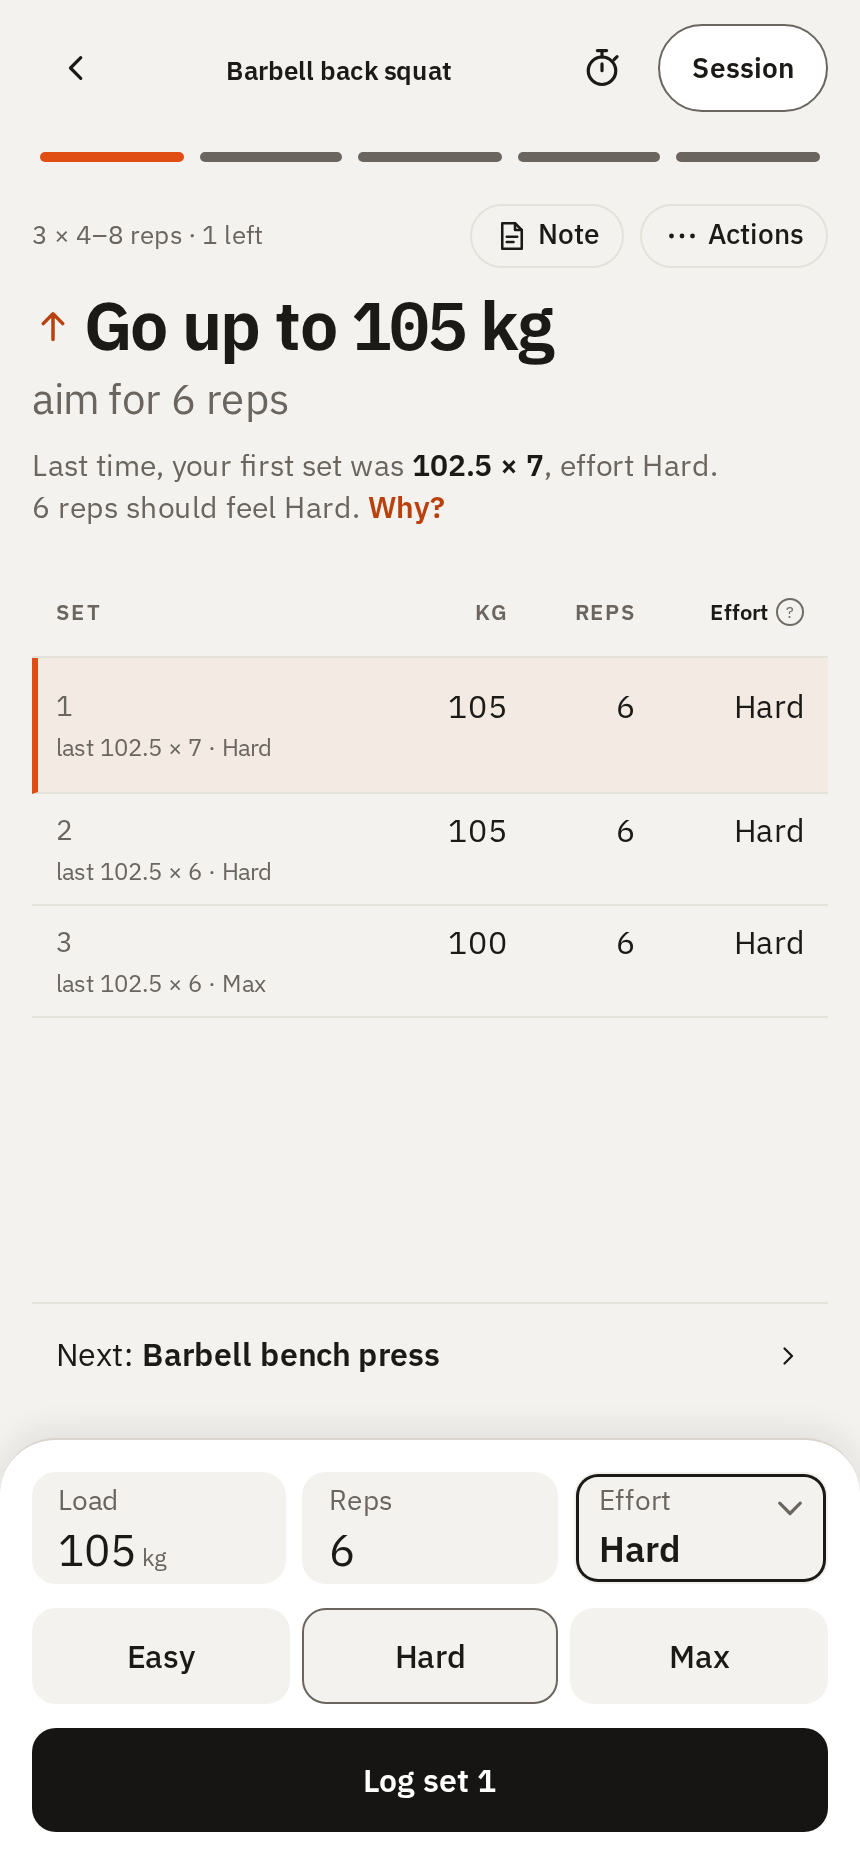 Barbell back squat
Session
3 × 4–8 reps · 1 left
Note
Actions
↑ Go up to 105 kg
aim for 6 reps
Last time, your first set was 102.5 × 7, effort Hard.
6 reps should feel Hard. Why?
SET KG REPS Effort ?
1 105 6 Hard
last 102.5 × 7 · Hard
2 105 6 Hard
last 102.5 × 6 · Hard
3 100 6 Hard
last 102.5 × 6 · Max
Next: Barbell bench press
Load Reps Effort
105 kg 6 Hard
Easy Hard Max
Log set 1